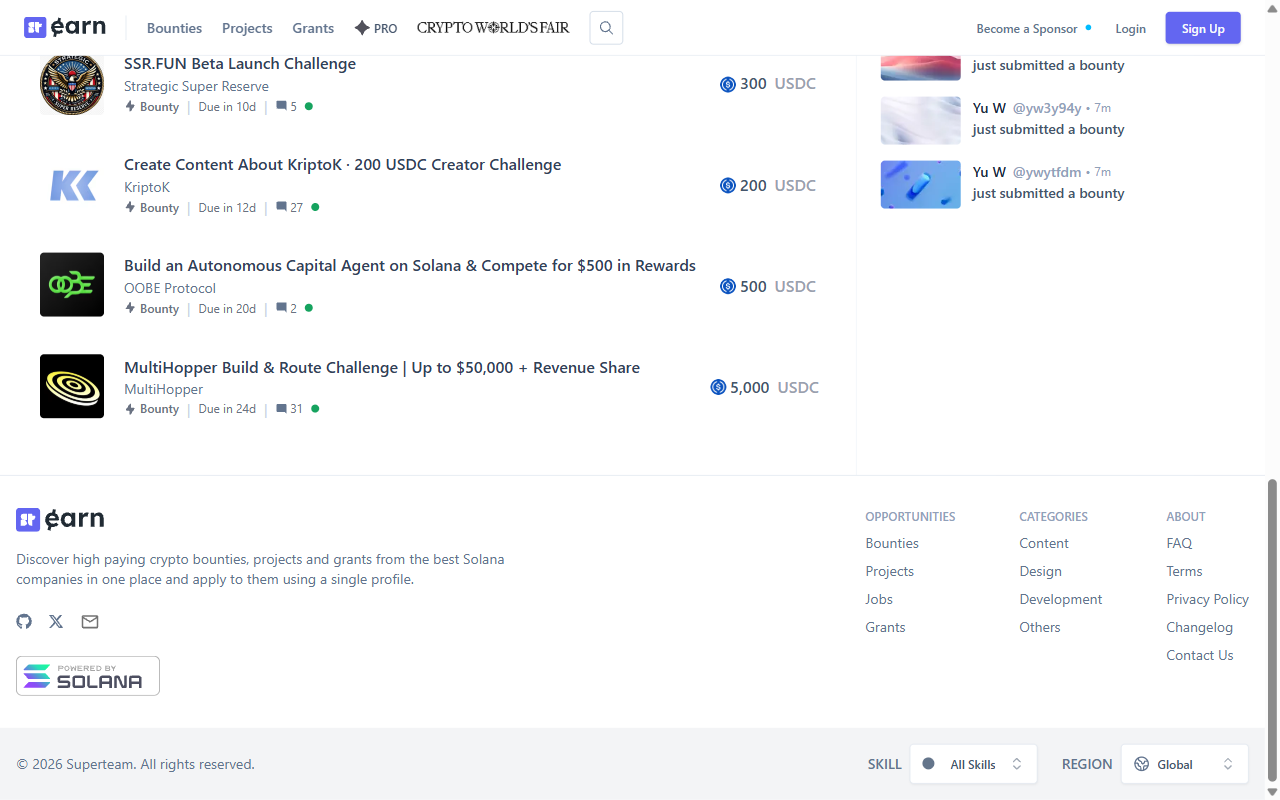 earn
Bounties
Projects
Grants
PRO
CRYPTO WORLD'S FAIR
Become a Sponsor
Login
Sign Up
SSR.FUN Beta Launch Challenge
Strategic Super Reserve
Bounty | Due in 10d | 5
300 USDC
Create Content About KriptoK · 200 USDC Creator Challenge
KriptoK
Bounty | Due in 12d | 27
200 USDC
Build an Autonomous Capital Agent on Solana & Compete for $500 in Rewards
OOBE Protocol
Bounty | Due in 20d | 2
500 USDC
MultiHopper Build & Route Challenge | Up to $50,000 + Revenue Share
MultiHopper
Bounty | Due in 24d | 31
5,000 USDC
just submitted a bounty
Yu W @yw3y94y • 7m
just submitted a bounty
Yu W @ywytfdm • 7m
just submitted a bounty
earn
Discover high paying crypto bounties, projects and grants from the best Solana
companies in one place and apply to them using a single profile.
POWERED BY
SOLANA
OPPORTUNITIES
Bounties
Projects
Jobs
Grants
CATEGORIES
Content
Design
Development
Others
ABOUT
FAQ
Terms
Privacy Policy
Changelog
Contact Us
© 2026 Superteam. All rights reserved.
SKILL
All Skills
REGION
Global